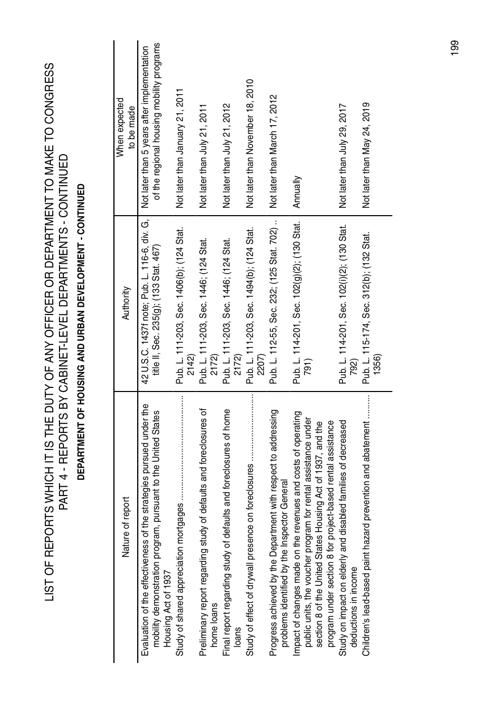 LIST OF REPORTS WHICH IT IS THE DUTY OF ANY OFFICER OR DEPARTMENT TO MAKE TO CONGRESS
PART 4 - REPORTS BY CABINET-LEVEL DEPARTMENTS - CONTINUED
DEPARTMENT OF HOUSING AND URBAN DEVELOPMENT - CONTINUED
Nature of report
Authority
When expected
to be made
Evaluation of the effectiveness of the strategies pursued under the
mobility demonstration program, pursuant to the United States
Housing Act of 1937
42 U.S.C. 1437f note; Pub. L. 116-6, div. G,
title II, Sec. 235(g); (133 Stat. 467)
Not later than 5 years after implementation
of the regional housing mobility programs
Study of shared appreciation mortgages ....................................
Pub. L. 111-203, Sec. 1406(b); (124 Stat.
2142)
Not later than January 21, 2011
Preliminary report regarding study of defaults and foreclosures of
home loans
Pub. L. 111-203, Sec. 1446; (124 Stat.
2172)
Not later than July 21, 2011
Final report regarding study of defaults and foreclosures of home
loans
Pub. L. 111-203, Sec. 1446; (124 Stat.
2172)
Not later than July 21, 2012
Study of effect of drywall presence on foreclosures ........................
Pub. L. 111-203, Sec. 1494(b); (124 Stat.
2207)
Not later than November 18, 2010
Progress achieved by the Department with respect to addressing
problems identified by the Inspector General
Pub. L. 112-55, Sec. 232; (125 Stat. 702) ..
Not later than March 17, 2012
Impact of changes made on the revenues and costs of operating
public units, the voucher program for rental assistance under
section 8 of the United States Housing Act of 1937, and the
program under section 8 for project-based rental assistance
Pub. L. 114-201, Sec. 102(g)(2); (130 Stat.
791)
Annually
Study on impact on elderly and disabled families of decreased
deductions in income
Pub. L. 114-201, Sec. 102(i)(2); (130 Stat.
792)
Not later than July 29, 2017
Children's lead-based paint hazard prevention and abatement ..........
Pub. L. 115-174, Sec. 312(b); (132 Stat.
1356)
Not later than May 24, 2019
199